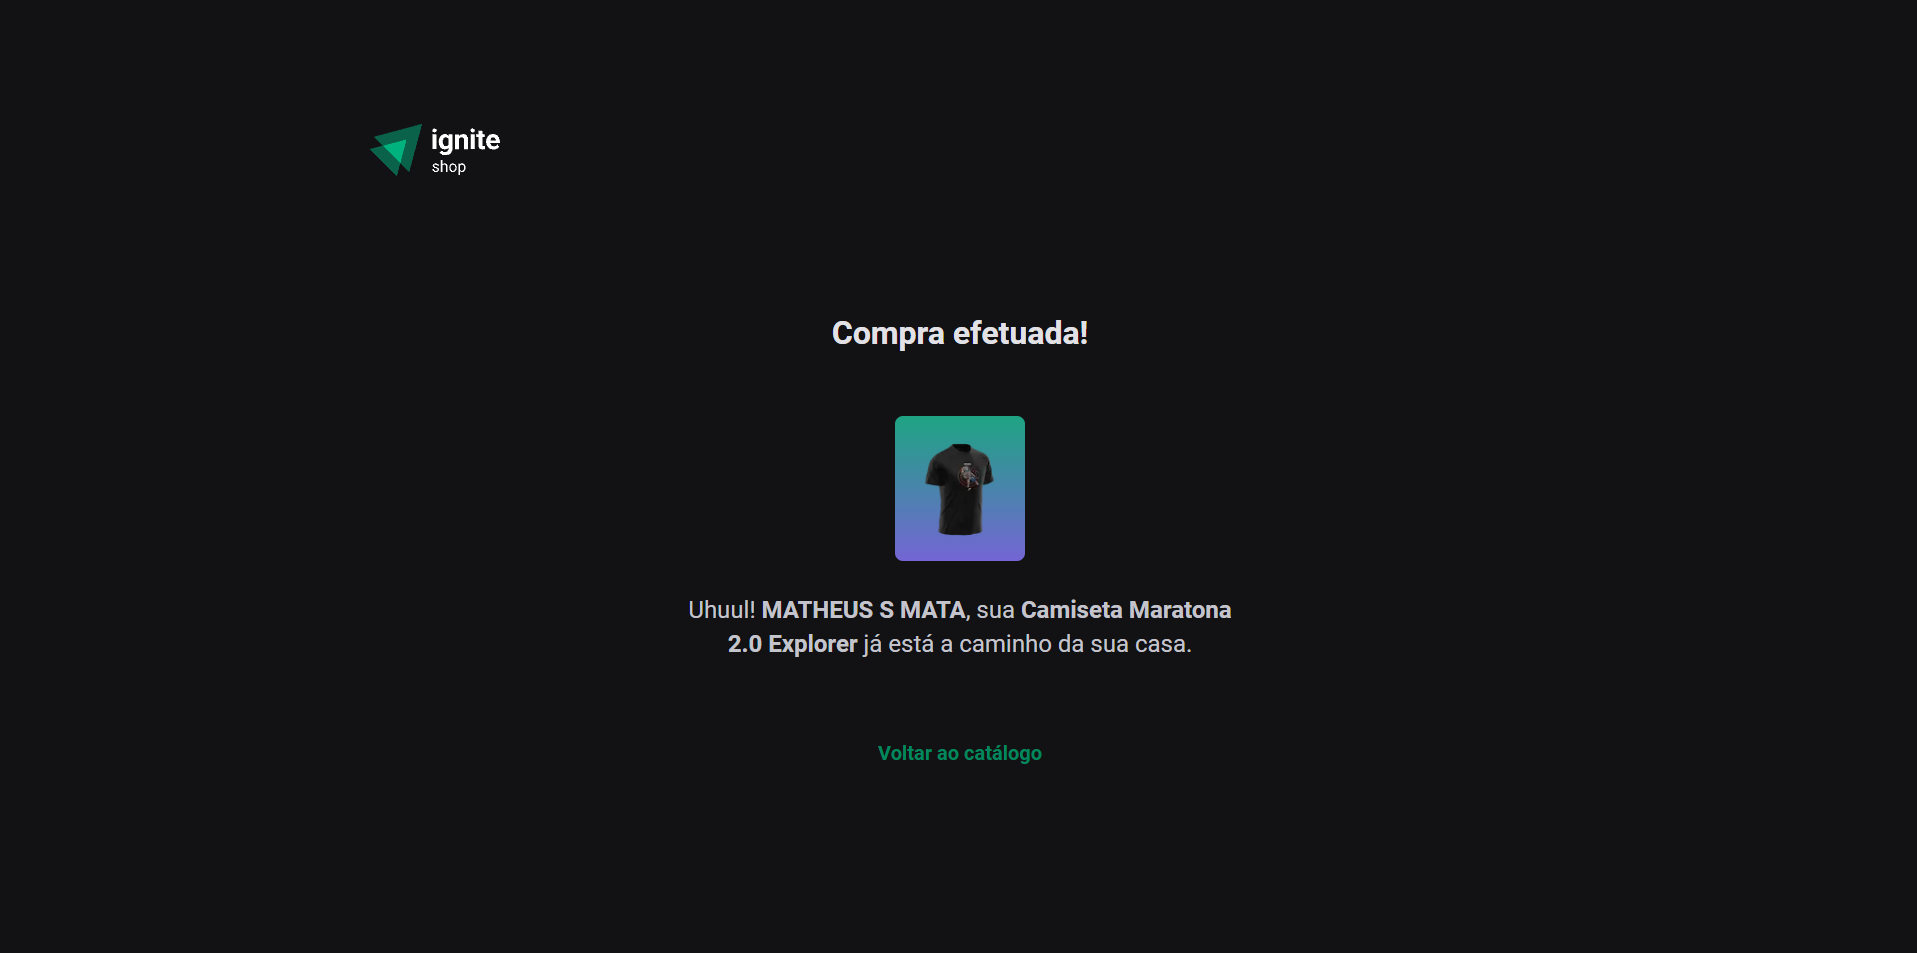 ignite
shop
Compra efetuada!
Uhuul! MATHEUS S MATA, sua Camiseta Maratona
2.0 Explorer já está a caminho da sua casa.
Voltar ao catálogo